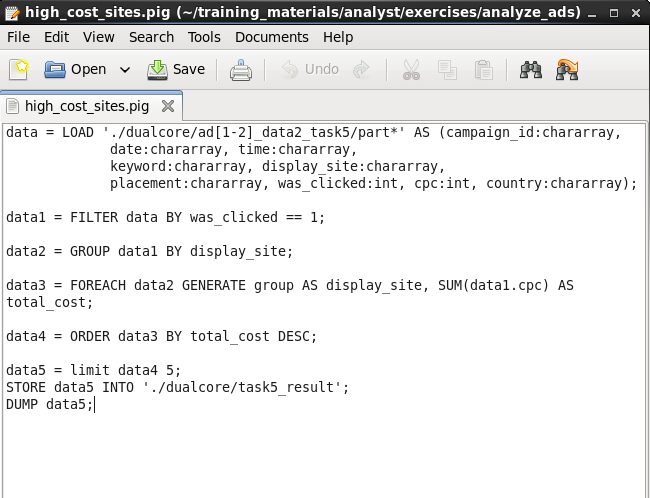 high_cost_sites.pig (~/training_materials/analyst/exercises/analyze_ads)
File Edit View Search Tools Documents Help
Open Save Undo
high_cost_sites.pig
data = LOAD './dualcore/ad[1-2]_data2_task5/part*' AS (campaign_id:chararray,
             date:chararray, time:chararray,
             keyword:chararray, display_site:chararray,
             placement:chararray, was_clicked:int, cpc:int, country:chararray);
data1 = FILTER data BY was_clicked == 1;
data2 = GROUP data1 BY display_site;
data3 = FOREACH data2 GENERATE group AS display_site, SUM(data1.cpc) AS
total_cost;
data4 = ORDER data3 BY total_cost DESC;
data5 = limit data4 5;
STORE data5 INTO './dualcore/task5_result';
DUMP data5;